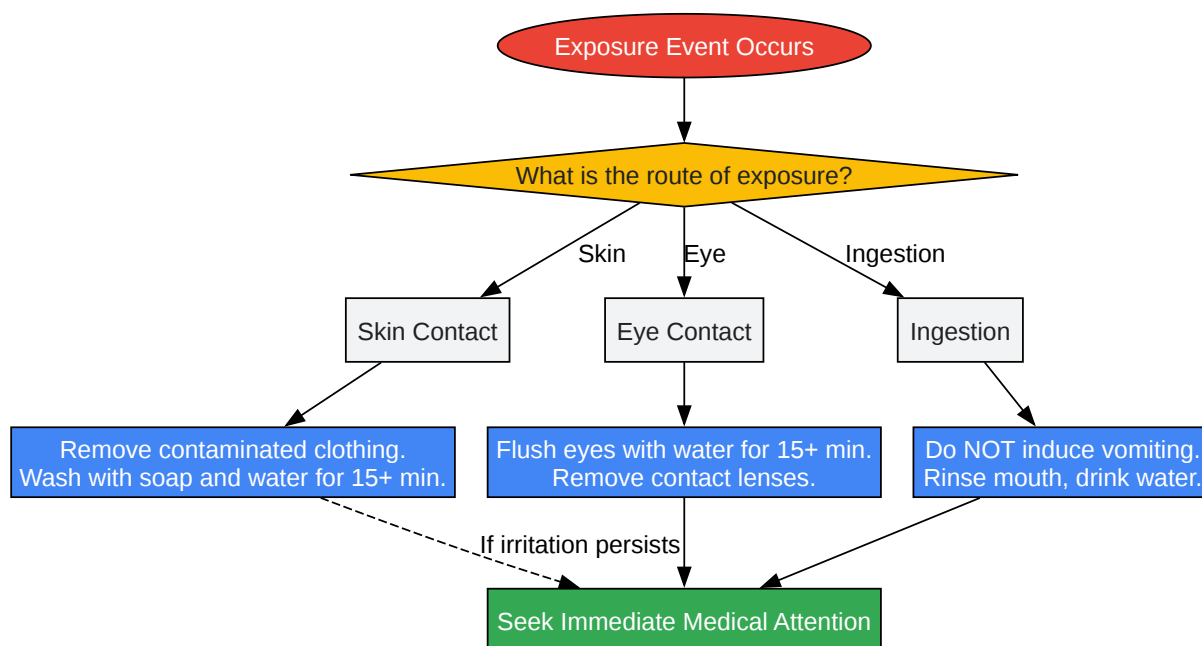 Exposure Event Occurs
What is the route of exposure?
Skin
Eye
Ingestion
Skin Contact
Eye Contact
Ingestion
Remove contaminated clothing.
Wash with soap and water for 15+ min.
Flush eyes with water for 15+ min.
Remove contact lenses.
Do NOT induce vomiting.
Rinse mouth, drink water.
If irritation persists
Seek Immediate Medical Attention